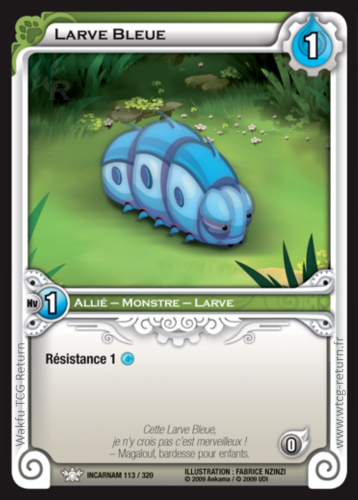 Larve Bleue
1
Nv 1
Allié – Monstre – Larve
Résistance 1
Cette Larve Bleue,
je n'y crois pas c'est merveilleux !
– Magalouf, bardesse pour enfants.
0
INCARNAM 113 / 320
ILLUSTRATION : FABRICE NZINZI
© 2009 Ankama / © 2009 UDI
Wakfu TCG Return
www.wtcg-return.fr